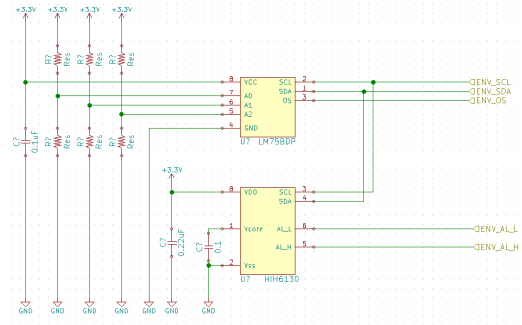 +3.3V +3.3V +3.3V +3.3V
R? Res R? Res R? Res
8 VCC SCL 2 ENV_SCL
7 A0 SDA 1 ENV_SDA
6 A1 OS 3 ENV_OS
5 A2
4 GND
C? 0.1uF R? Res R? Res R? Res
U? LM75BDP
+3.3V
8 VDD SCL 3
SDA 4
1 Vcore AL_L 6 ENV_AL_L
C? 0.22uF C? 0.1
AL_H 5 ENV_AL_H
2 Vss
U? HIH6130
GND GND GND GND GND GND GND